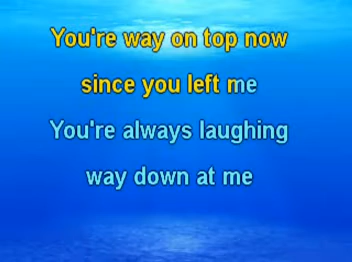 You're way on top now
since you left me
You're always laughing
way down at me